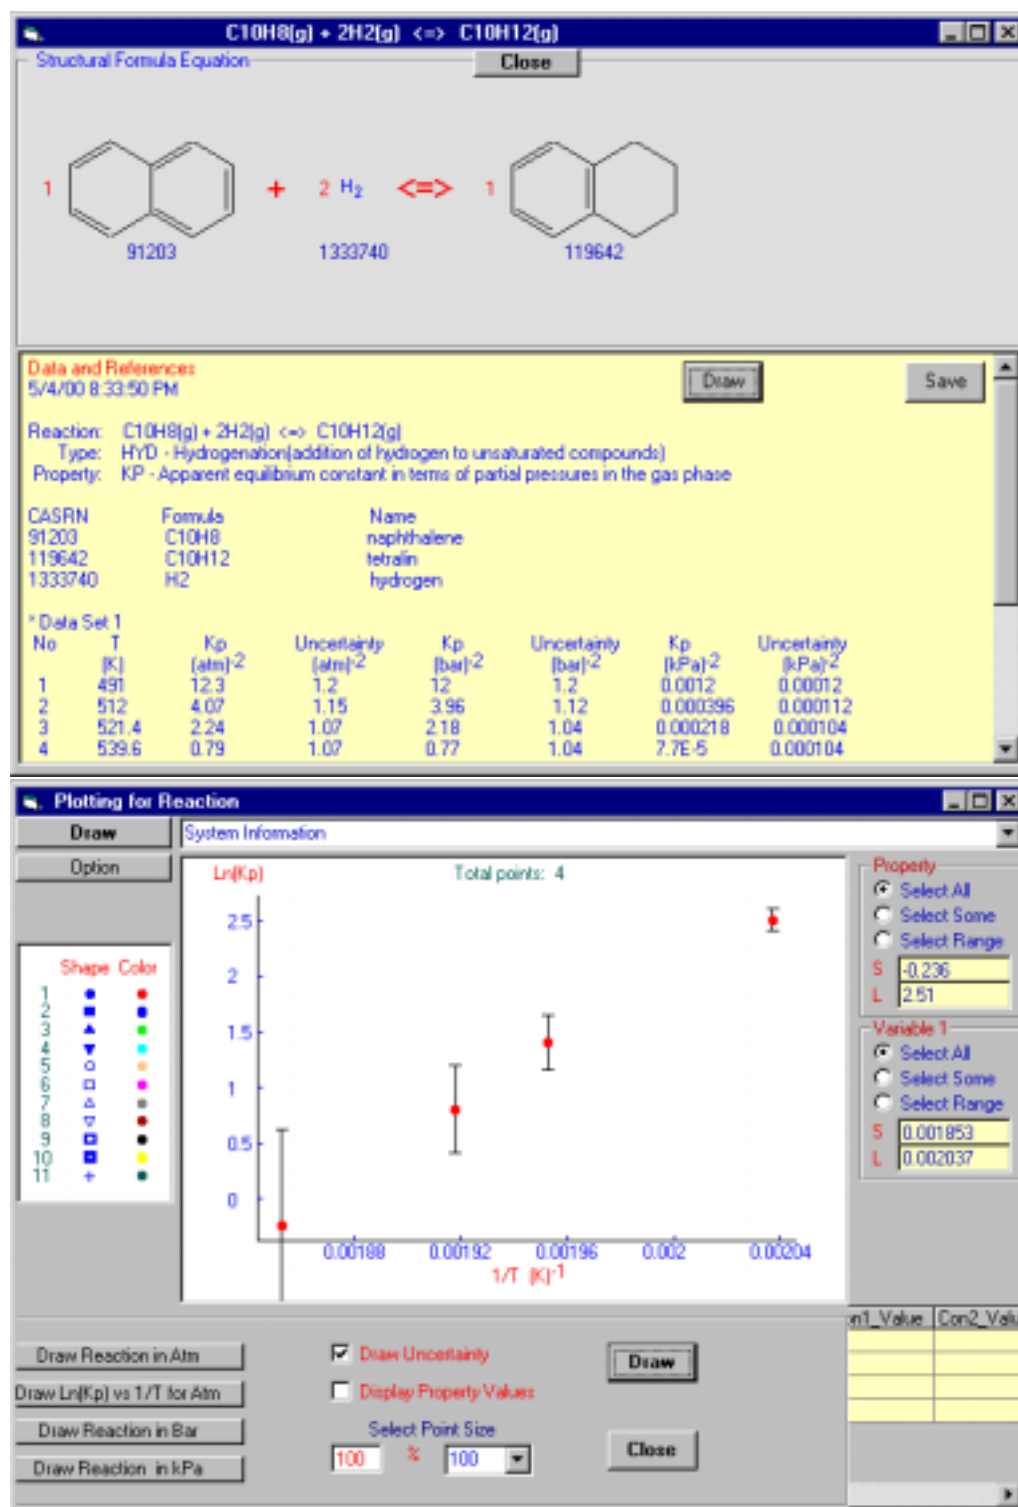 C10H8(g) + 2H2(g) <=> C10H12(g)
Structural Formula Equation Close
1 + 2 H2 <=> 1
91203 1333740 119642
Data and References
5/4/00 8:33:50 PM
Draw Save
Reaction: C10H8(g) + 2H2(g) <=> C10H12(g)
Type: HYD - Hydrogenation(addition of hydrogen to unsaturated compounds)
Property: KP - Apparent equilibrium constant in terms of partial pressures in the gas phase
CASRN Formula Name
91203 C10H8 naphthalene
119642 C10H12 tetralin
1333740 H2 hydrogen
* Data Set 1
No T Kp Uncertainty Kp Uncertainty Kp Uncertainty
(K) (atm)-2 (atm)-2 (bar)-2 (bar)-2 (kPa)-2 (kPa)-2
1 491 12.3 1.2 12 1.2 0.0012 0.00012
2 512 4.07 1.15 3.96 1.12 0.000396 0.000112
3 521.4 2.24 1.07 2.18 1.04 0.000218 0.000104
4 539.6 0.79 1.07 0.77 1.04 7.7E-5 0.000104
Plotting for Reaction
Draw System Information
Option
Ln(Kp) Total points: 4
2.5
2
1.5
1
0.5
0
0.00188 0.00192 0.00196 0.002 0.00204
1/T (K)-1
Shape Color
1
2
3
4
5
6
7
8
9
10
11
Property
Select All
Select Some
Select Range
S -0.236
L 2.51
Variable 1
Select All
Select Some
Select Range
S 0.001853
L 0.002037
on1_Value Con2_Valu
Draw Reaction in Atm
Draw Ln(Kp) vs 1/T for Atm
Draw Reaction in Bar
Draw Reaction in kPa
Draw Uncertainty
Display Property Values
Select Point Size
100 % 100
Draw
Close